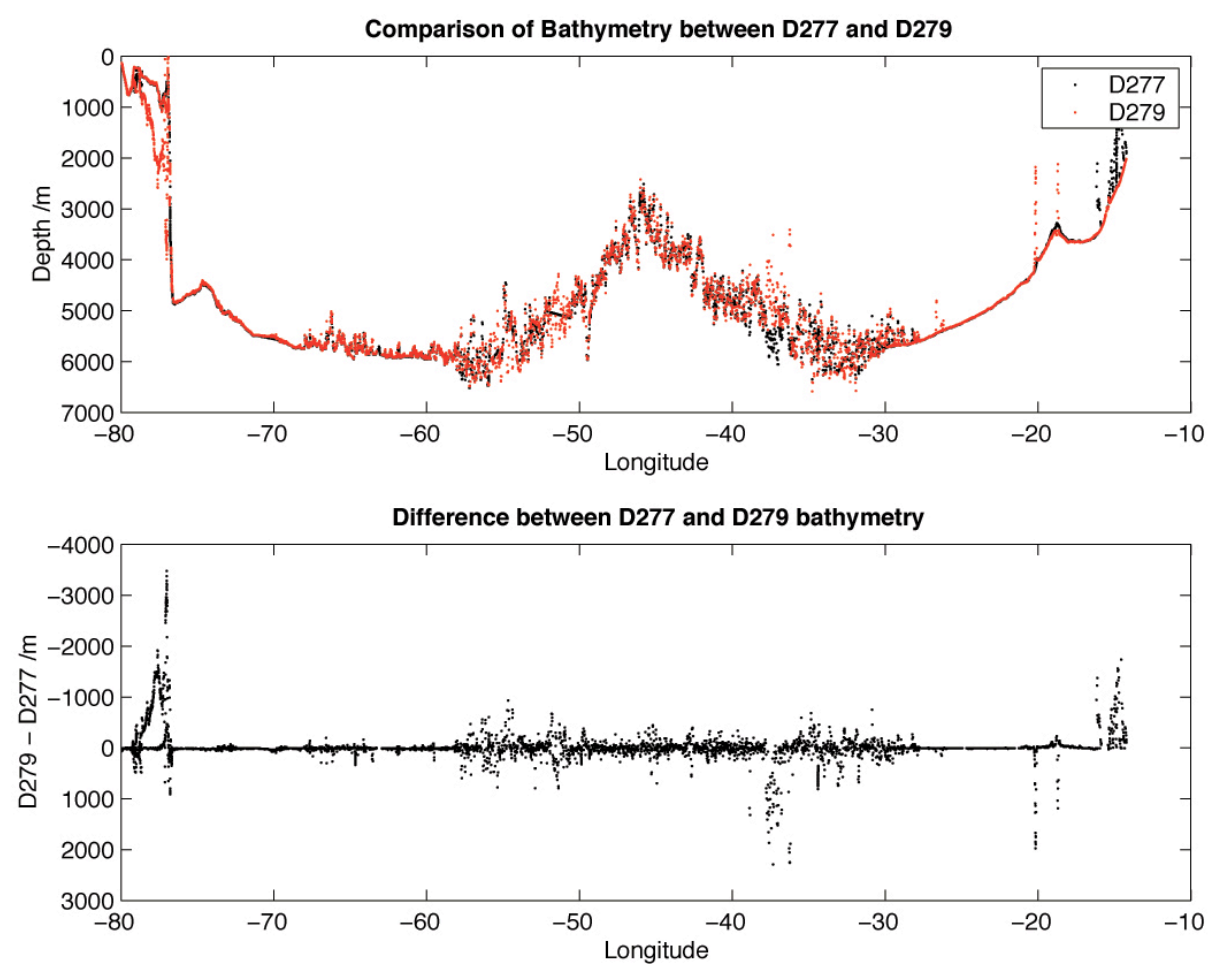 Comparison of Bathymetry between D277 and D279
D277
D279
0
1000
2000
3000
4000
5000
6000
7000
Depth /m
−80 −70 −60 −50 −40 −30 −20 −10
Longitude
Difference between D277 and D279 bathymetry
−4000
−3000
−2000
−1000
0
1000
2000
3000
D279 − D277 /m
−80 −70 −60 −50 −40 −30 −20 −10
Longitude